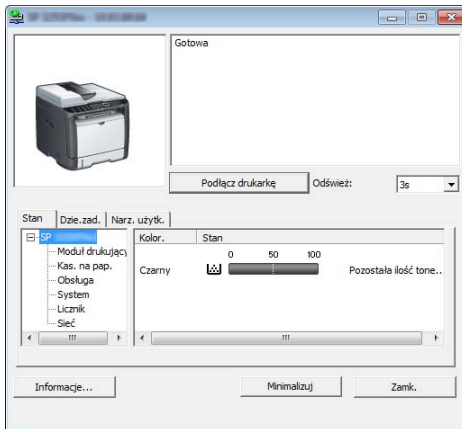 SP
Gotowa
Podłącz drukarkę
Odśwież:
3s
Stan
Dzie.zad.
Narz. użytk.
SP
Moduł drukujący
Kas. na pap.
Obsługa
System
Licznik
Sieć
Kolor.
Stan
0 50 100
Czarny
Pozostała ilość tone...
Informacje...
Minimalizuj
Zamk.